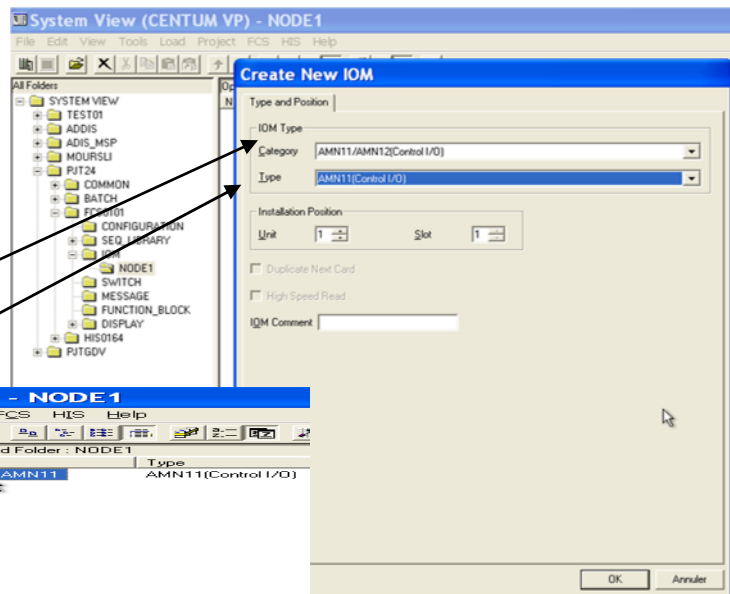 System View (CENTUM VP) - NODE1
File Edit View Tools Load Project FCS HIS Help
All Folders
SYSTEM VIEW
TEST01
ADDIS
ADIS_MSP
MOURSLI
PJT24
COMMON
BATCH
FCS0101
CONFIGURATION
SEQ_LIBRARY
IOM
NODE1
SWITCH
MESSAGE
FUNCTION_BLOCK
DISPLAY
HIS0164
PJTGDV
Create New IOM
Type and Position
IOM Type
Category AMN11/AMN12(Control I/O)
Type AMN11(Control I/O)
Installation Position
Unit 1 Slot 1
Duplicate Next Card
High Speed Read
IOM Comment
OK Annuler
- NODE1
FCS HIS Help
d Folder : NODE1
Type
AMN11 AMN11(Control I/O)